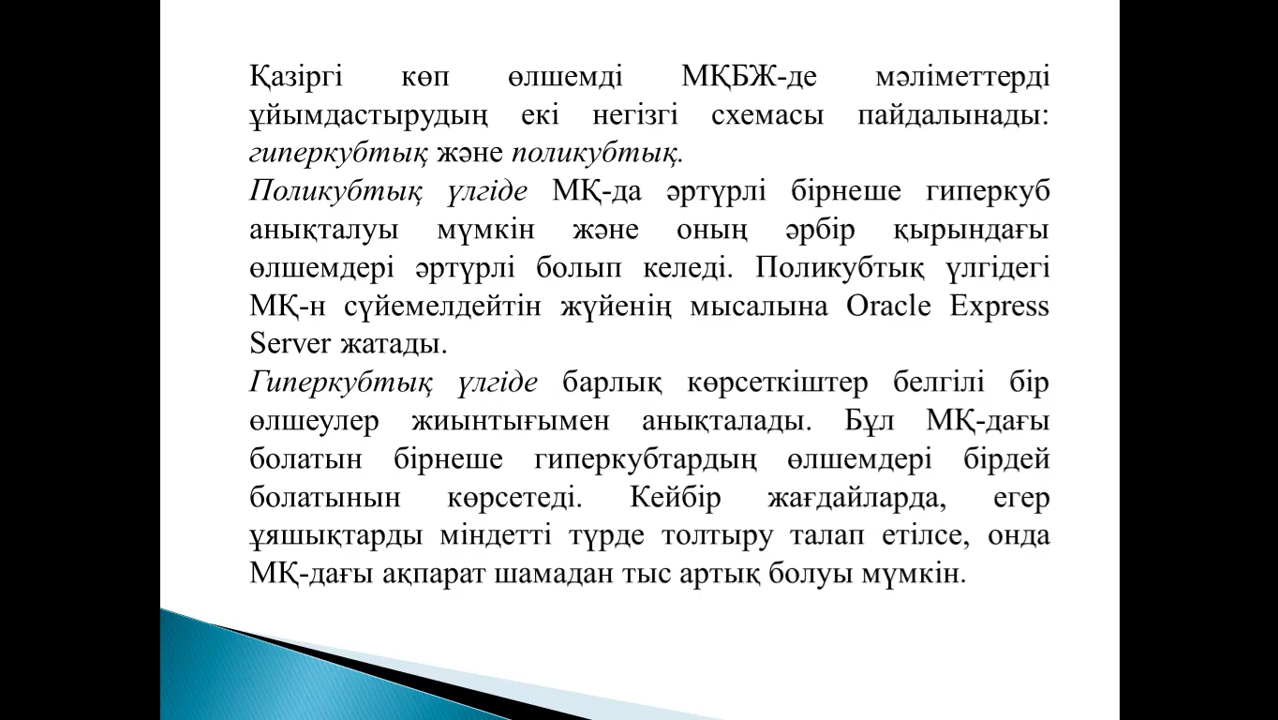 Қазіргі көп өлшемді МҚБЖ-де мәліметтерді
ұйымдастырудың екі негізгі схемасы пайдалынады:
гиперкубтық және поликубтық.
Поликубтық үлгіде МҚ-да әртүрлі бірнеше гиперкуб
анықталуы мүмкін және оның әрбір қырындағы
өлшемдері әртүрлі болып келеді. Поликубтық үлгідегі
МҚ-н сүйемелдейтін жүйенің мысалына Oracle Express
Server жатады.
Гиперкубтық үлгіде барлық көрсеткіштер белгілі бір
өлшеулер жиынтығымен анықталады. Бұл МҚ-дағы
болатын бірнеше гиперкубтардың өлшемдері бірдей
болатынын көрсетеді. Кейбір жағдайларда, егер
ұяшықтарды міндетті түрде толтыру талап етілсе, онда
МҚ-дағы ақпарат шамадан тыс артық болуы мүмкін.